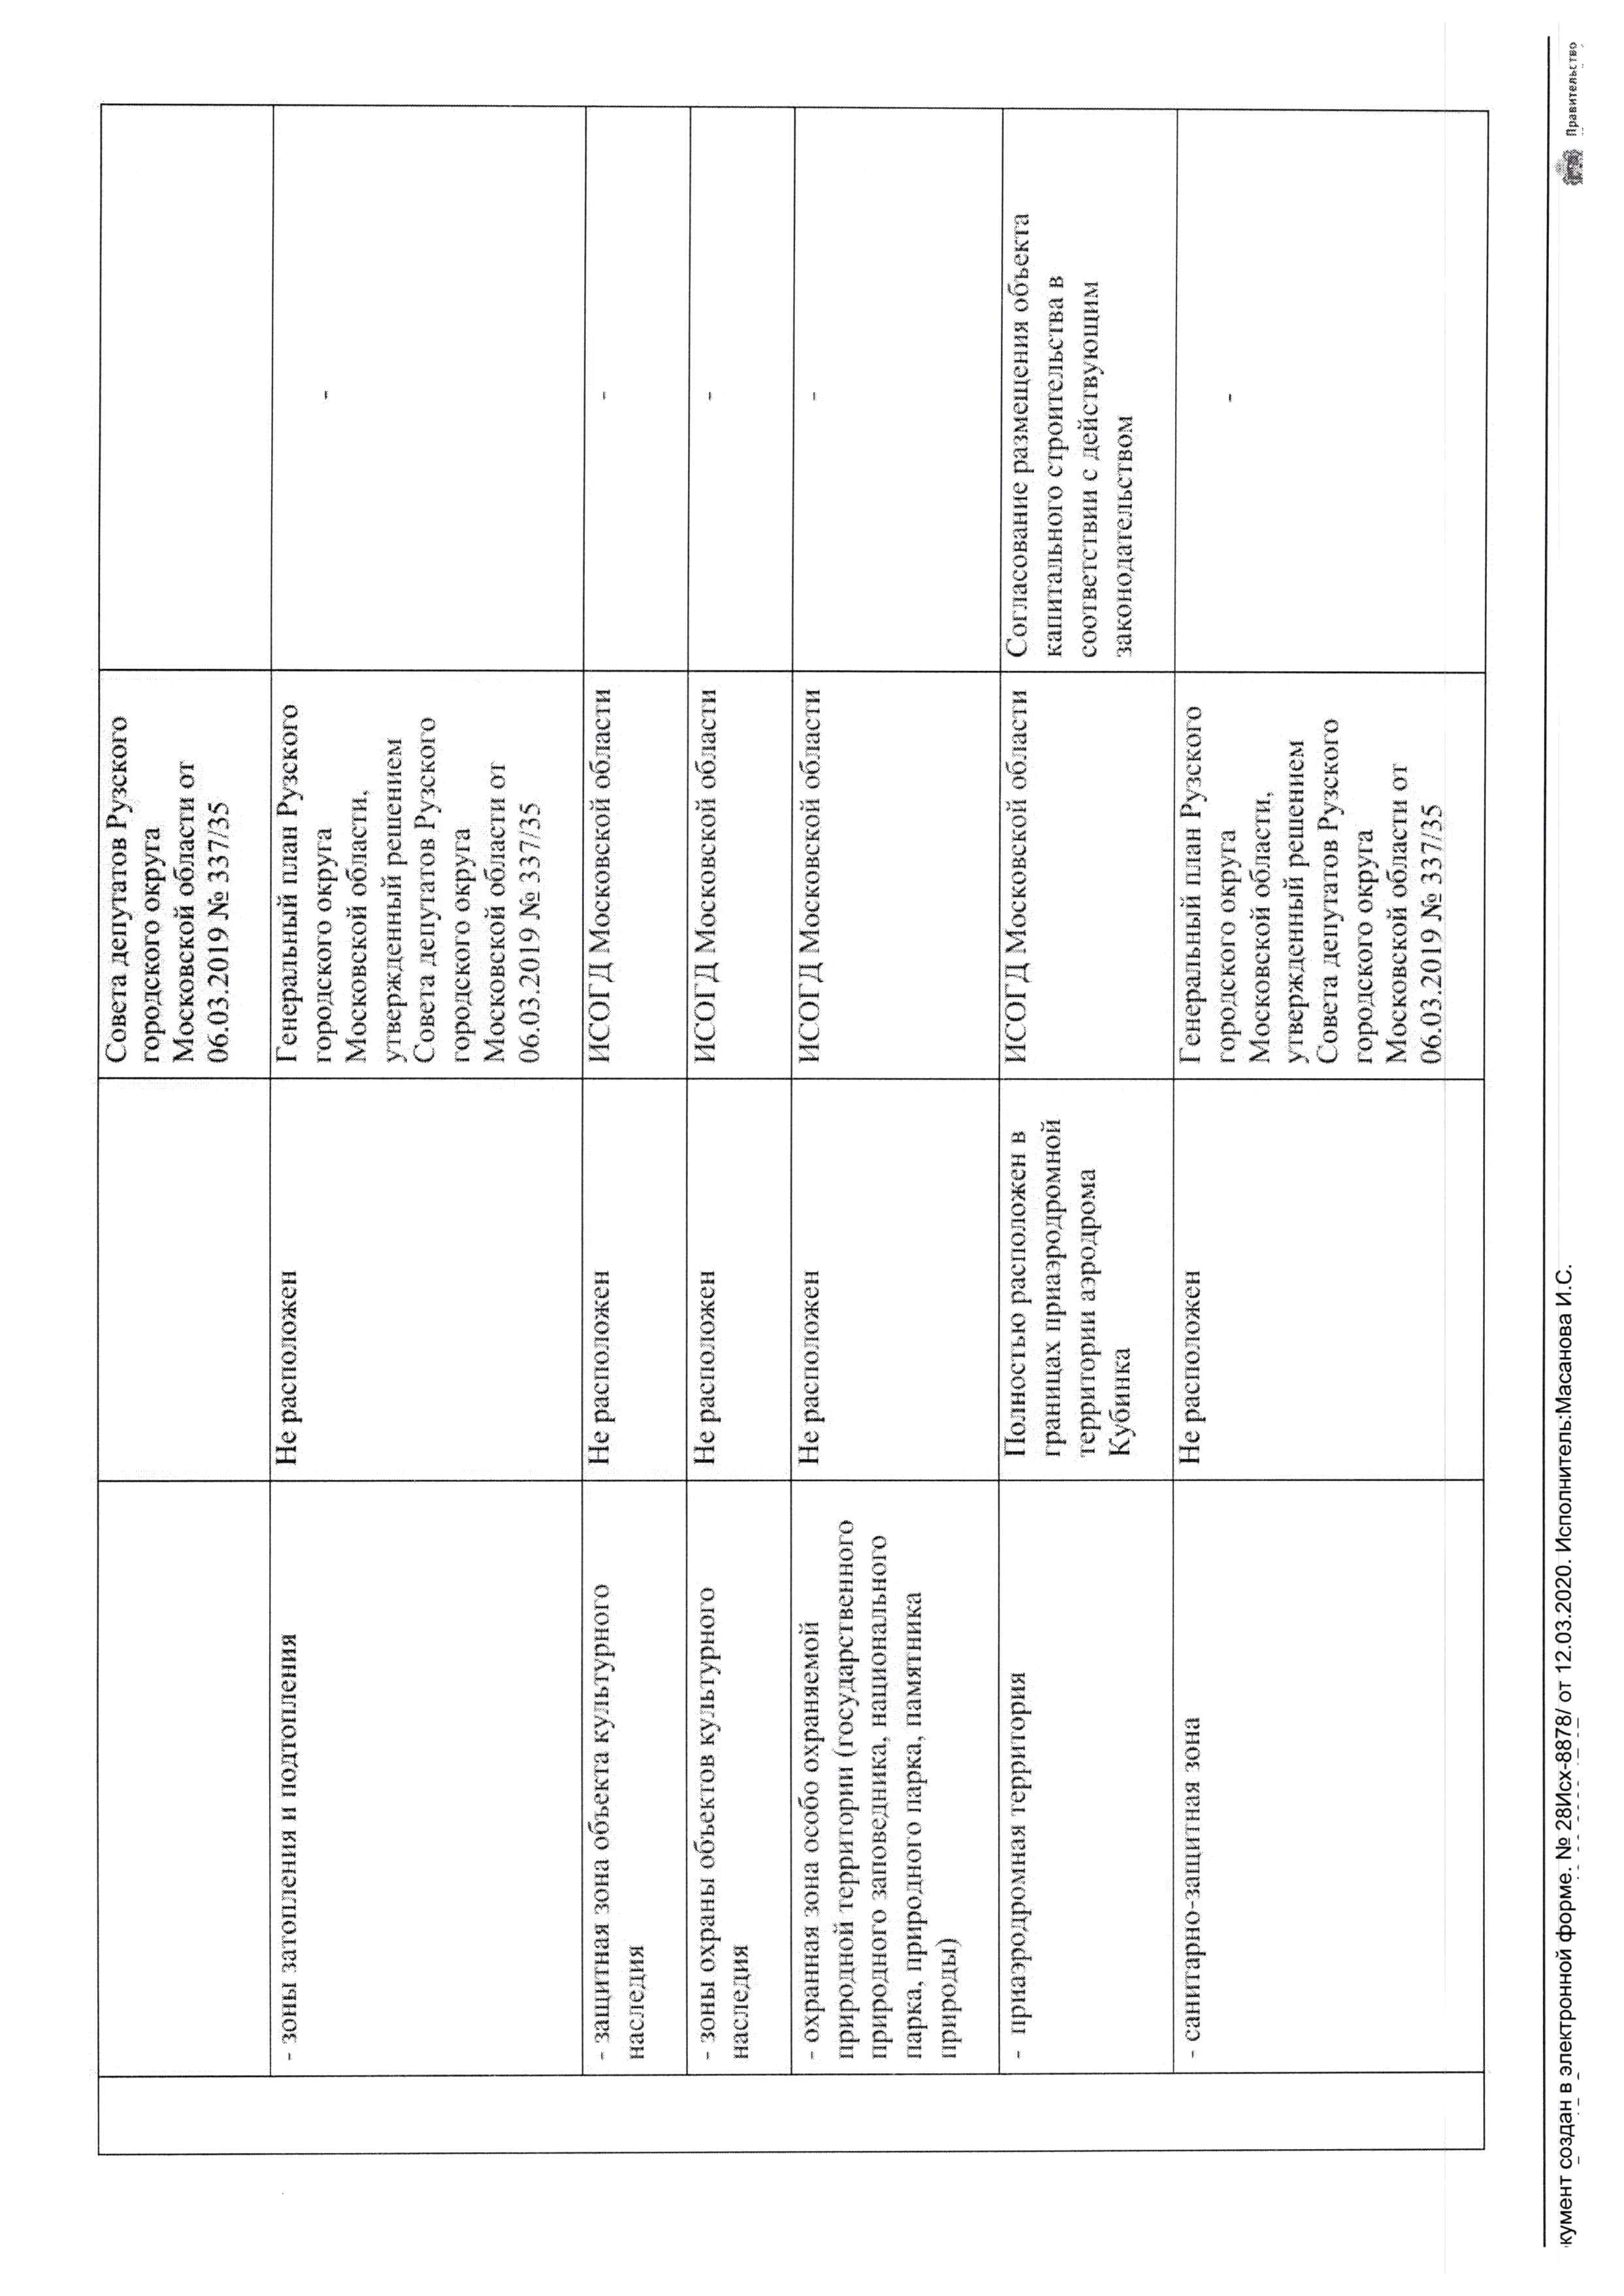 Совета депутатов Рузского
городского округа
Московской области от
06.03.2019 № 337/35
- зоны затопления и подтопления
Не расположен
Генеральный план Рузского
городского округа
Московской области,
утвержденный решением
Совета депутатов Рузского
городского округа
Московской области от
06.03.2019 № 337/35
-
- защитная зона объекта культурного
наследия
Не расположен
ИСОГД Московской области
-
- зоны охраны объектов культурного
наследия
Не расположен
ИСОГД Московской области
-
- охранная зона особо охраняемой
природной территории (государственного
природного заповедника, национального
парка, природного парка, памятника
природы)
Не расположен
ИСОГД Московской области
-
- приаэродромная территория
Полностью расположен в
границах приаэродромной
территории аэродрома
Кубинка
ИСОГД Московской области
Согласование размещения объекта
капитального строительства в
соответствии с действующим
законодательством
- санитарно-защитная зона
Не расположен
Генеральный план Рузского
городского округа
Московской области,
утвержденный решением
Совета депутатов Рузского
городского округа
Московской области от
06.03.2019 № 337/35
-
кумент создан в электронной форме. № 28Исх-8878/ от 12.03.2020. Исполнитель:Масанова И.С.
Правительство